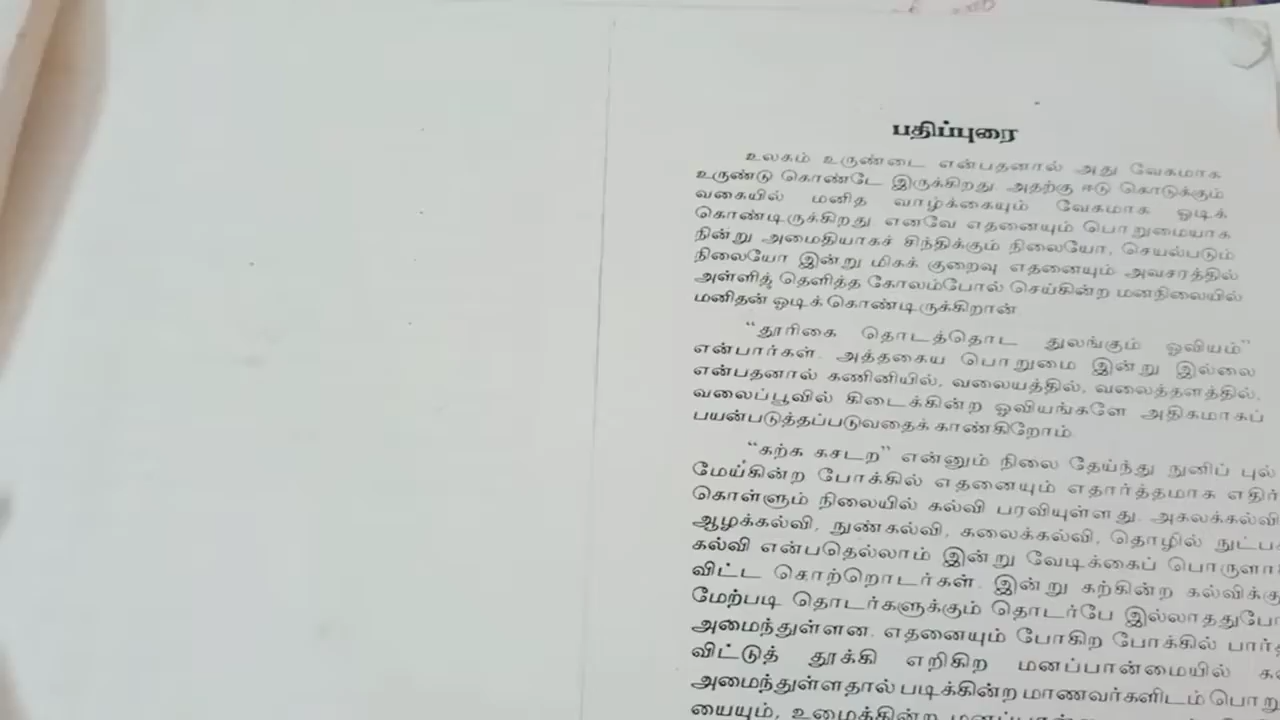 பதிப்புரை
உலகம் உருண்டை என்பதனால் அது வேகமாக
உருண்டு கொண்டே இருக்கிறது. அதற்கு ஈடு கொடுக்கும்
வகையில் மனித வாழ்க்கையும் வேகமாக ஓடிக்
கொண்டிருக்கிறது. எனவே எதனையும் பொறுமையாக
நின்று அமைதியாகச் சிந்திக்கும் நிலையோ, செயல்படும்
நிலையோ இன்று மிகக் குறைவு எதனையும் அவசரத்தில்
அள்ளித் தெளித்த கோலம்போல் செய்கின்ற மனநிலையில்
மனிதன் ஓடிக் கொண்டிருக்கிறான்.
“தூரிகை தொடத்தொட துலங்கும் ஓவியம்”
என்பார்கள். அத்தகைய பொறுமை இன்று இல்லை
என்பதனால் கணினியில், வலையத்தில், வலைத்தளத்தில்,
வலைப்பூவில் கிடைக்கின்ற ஓவியங்களே அதிகமாகப்
பயன்படுத்தப்படுவதைக் காண்கிறோம்.
“கற்க கசடற” என்னும் நிலை தேய்ந்து நுனிப் புல்
மேய்கின்ற போக்கில் எதனையும் எதார்த்தமாக எதிர்
கொள்ளும் நிலையில் கல்வி பரவியுள்ளது. அகலக்கல்வி
ஆழக்கல்வி, நுண்கல்வி, கலைக்கல்வி, தொழில் நுட்ப
கல்வி என்பதெல்லாம் இன்று வேடிக்கைப் பொருளா
விட்ட சொற்றொடர்கள். இன்று கற்கின்ற கல்விக்கு
மேற்படி தொடர்களுக்கும் தொடர்பே இல்லாததுபோ
அமைந்துள்ளன. எதனையும் போகிற போக்கில் பார்
விட்டுத் தூக்கி எறிகிற மனப்பான்மையில்
அமைந்துள்ளதால் படிக்கின்ற மாணவர்களிடம் பொறு
யையும், உழைக்கின்ற